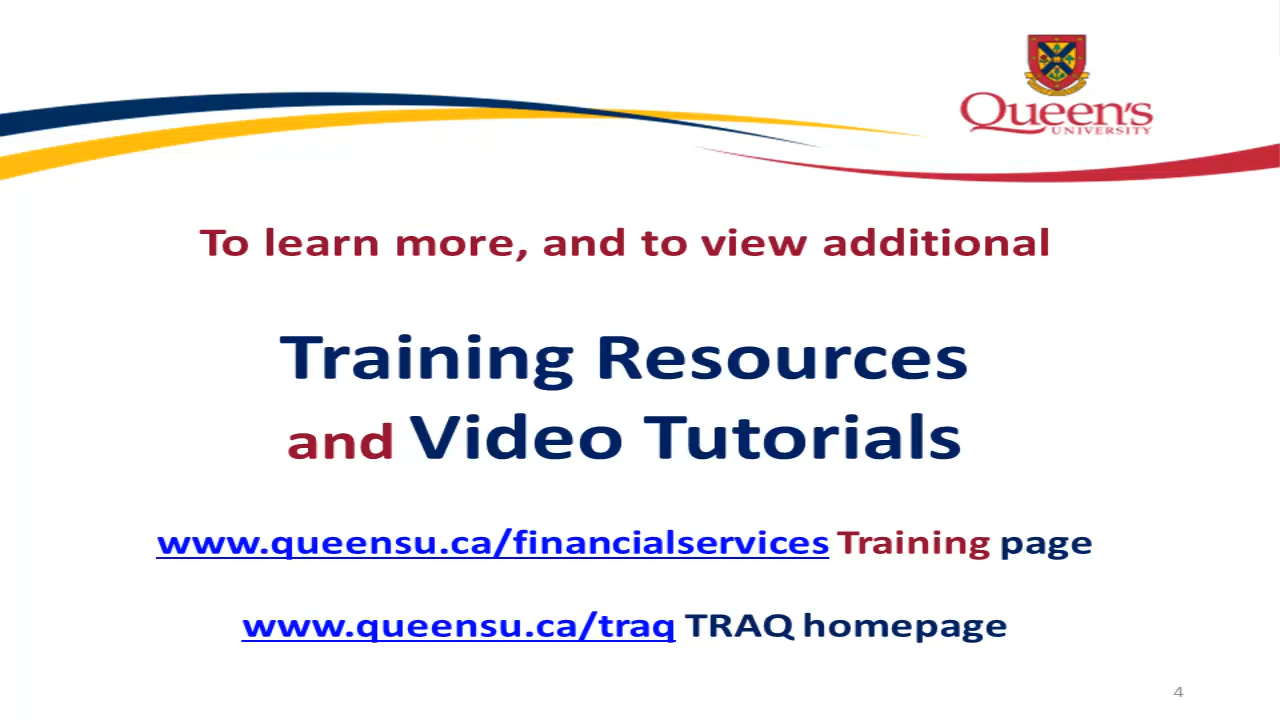 Queen's
UNIVERSITY
To learn more, and to view additional
Training Resources
and Video Tutorials
www.queensu.ca/financialservices Training page
www.queensu.ca/traq TRAQ homepage
4